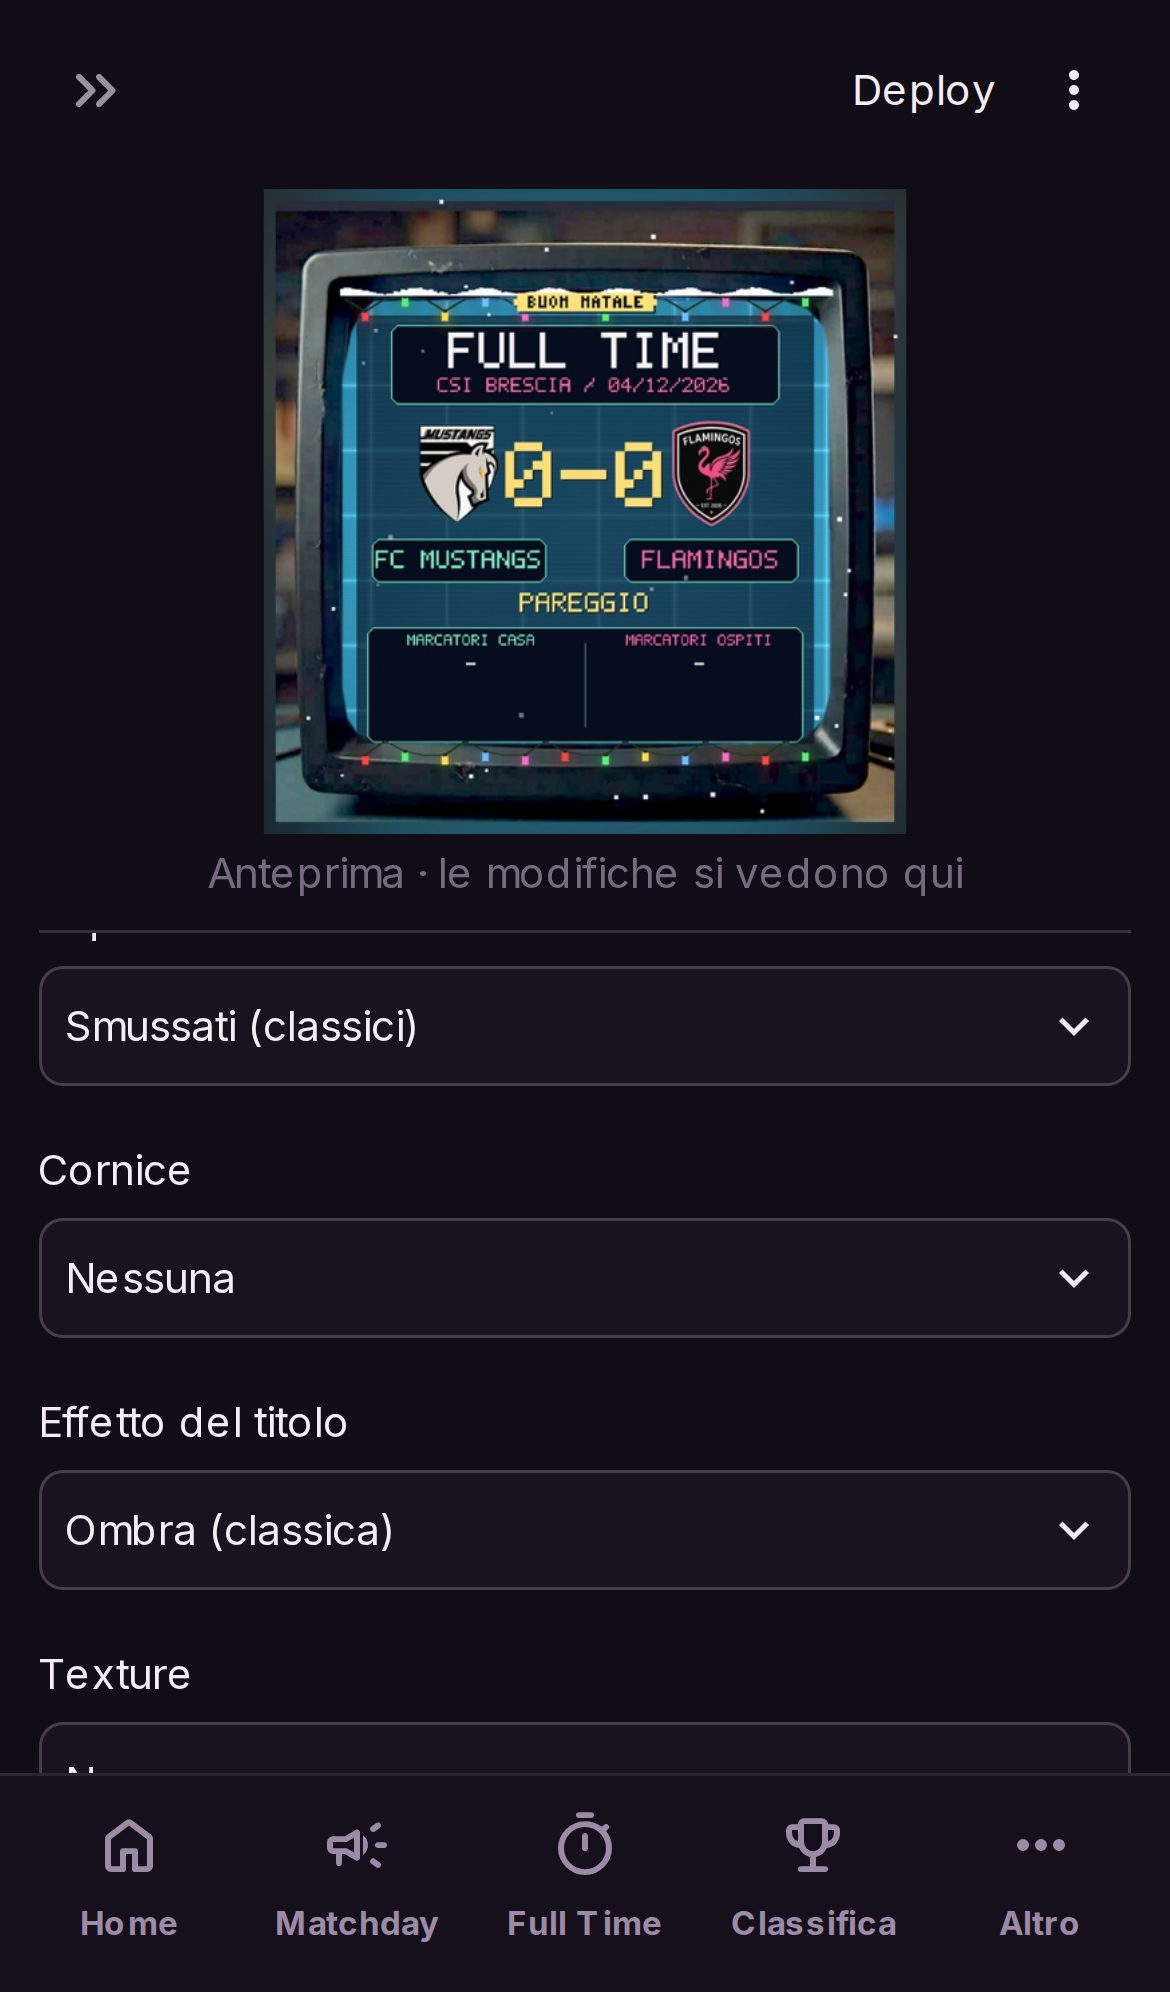 Deploy
BUON NATALE
FULL TIME
CSI BRESCIA / 04/12/2026
MUSTANGS
0-0
FLAMINGOS
FC MUSTANGS
FLAMINGOS
PAREGGIO
MARCATORI CASA
MARCATORI OSPITI
-
-
Anteprima · le modifiche si vedono qui
Smussati (classici)
Cornice
Nessuna
Effetto del titolo
Ombra (classica)
Texture
Home
Matchday
Full Time
Classifica
Altro